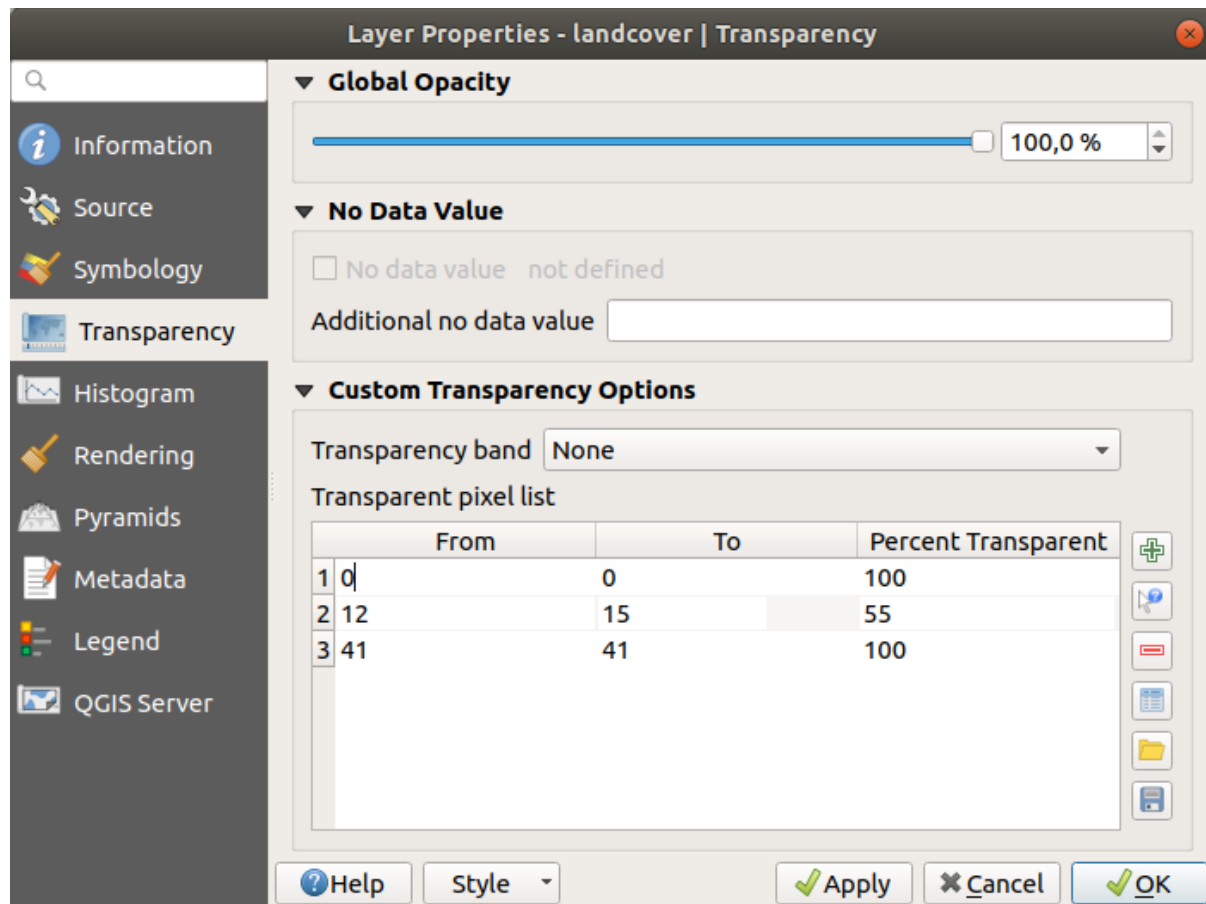 Layer Properties - landcover | Transparency
Information
Source
Symbology
Transparency
Histogram
Rendering
Pyramids
Metadata
Legend
QGIS Server
Global Opacity
100,0 %
No Data Value
No data value not defined
Additional no data value
Custom Transparency Options
Transparency band None
Transparent pixel list
From To Percent Transparent
1 0 0 100
2 12 15 55
3 41 41 100
Help Style Apply Cancel OK